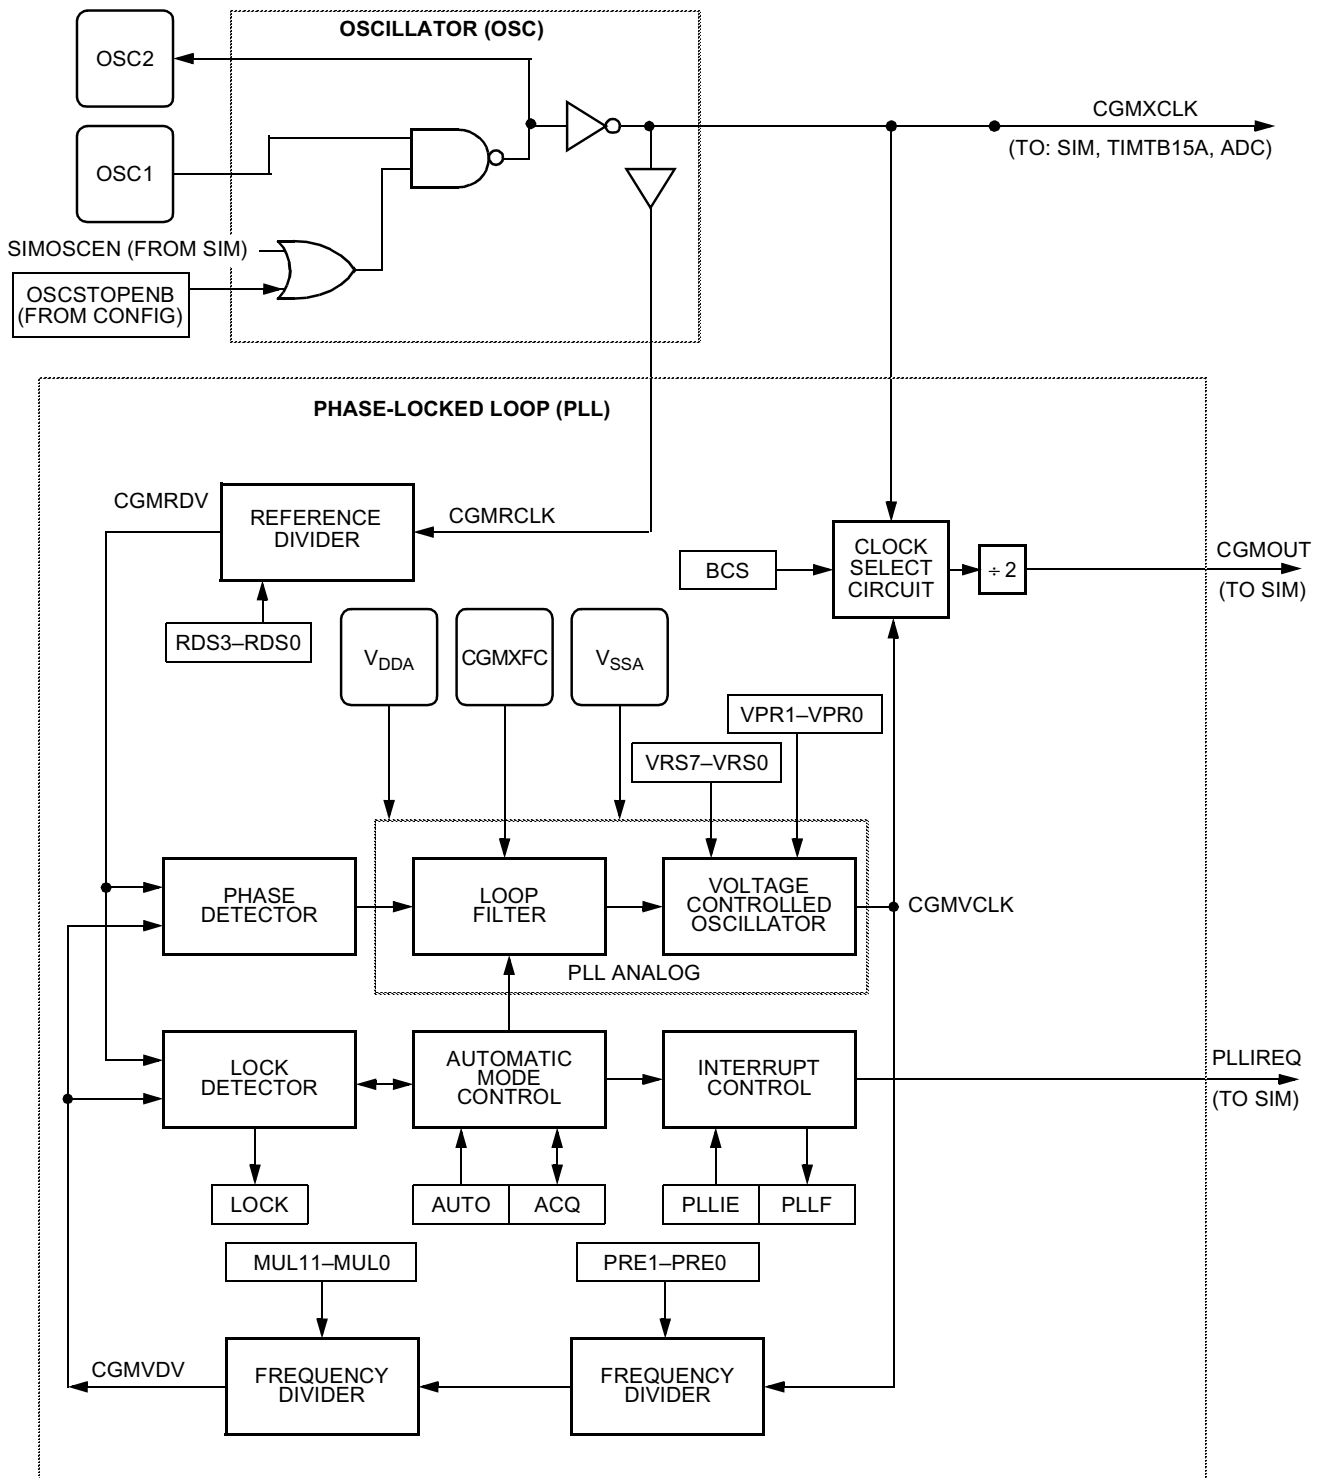 OSCILLATOR (OSC)
OSC2
CGMXCLK
(TO: SIM, TIMTB15A, ADC)
OSC1
SIMOSCEN (FROM SIM)
OSCSTOPENB
(FROM CONFIG)
PHASE-LOCKED LOOP (PLL)
CGMRDV
REFERENCE
DIVIDER
CGMRCLK
BCS
CLOCK
SELECT
CIRCUIT
÷ 2
CGMOUT
(TO SIM)
RDS3–RDS0
VDDA
CGMXFC
VSSA
VPR1–VPR0
VRS7–VRS0
PHASE
DETECTOR
LOOP
FILTER
VOLTAGE
CONTROLLED
OSCILLATOR
CGMVCLK
PLL ANALOG
LOCK
DETECTOR
AUTOMATIC
MODE
CONTROL
INTERRUPT
CONTROL
PLLIREQ
(TO SIM)
LOCK
AUTO
ACQ
PLLIE
PLLF
MUL11–MUL0
PRE1–PRE0
CGMVDV
FREQUENCY
DIVIDER
FREQUENCY
DIVIDER